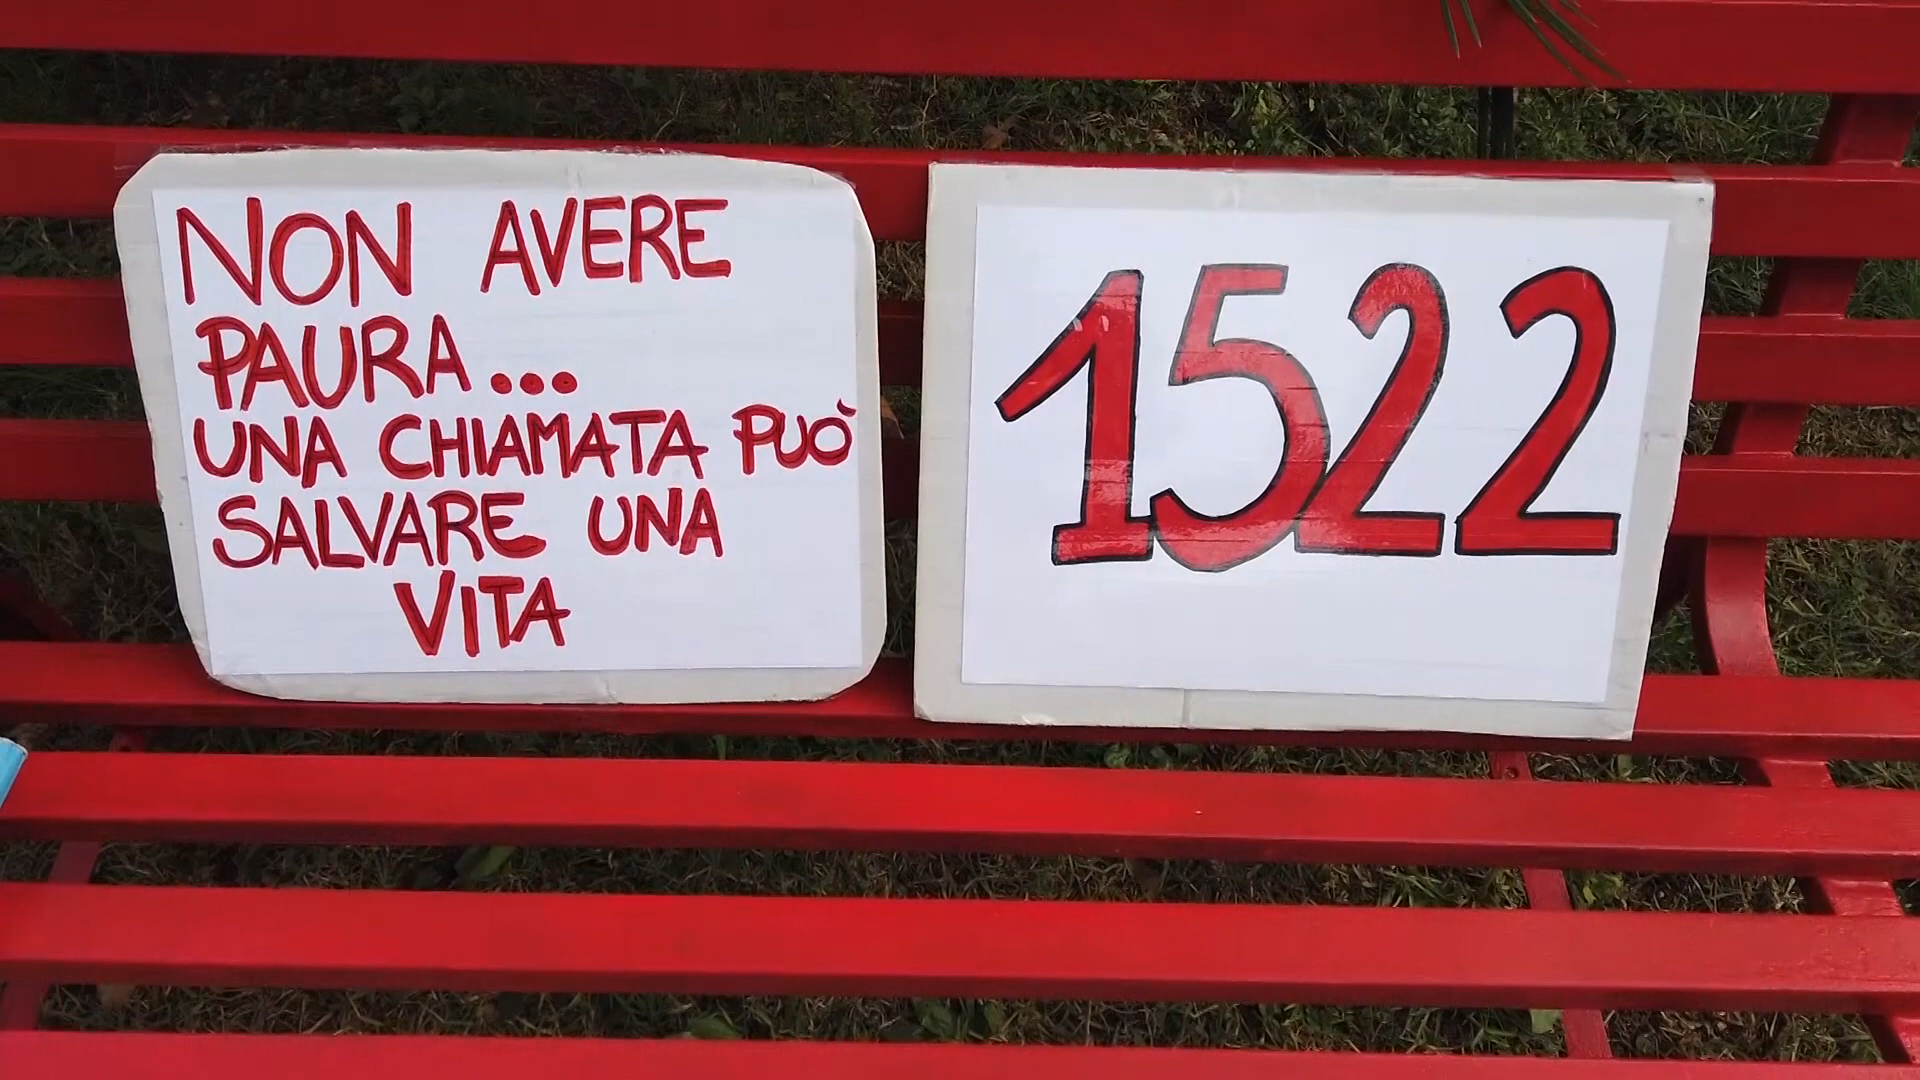 NON AVERE
PAURA...
UNA CHIAMATA PUÒ
SALVARE UNA
VITA
1522